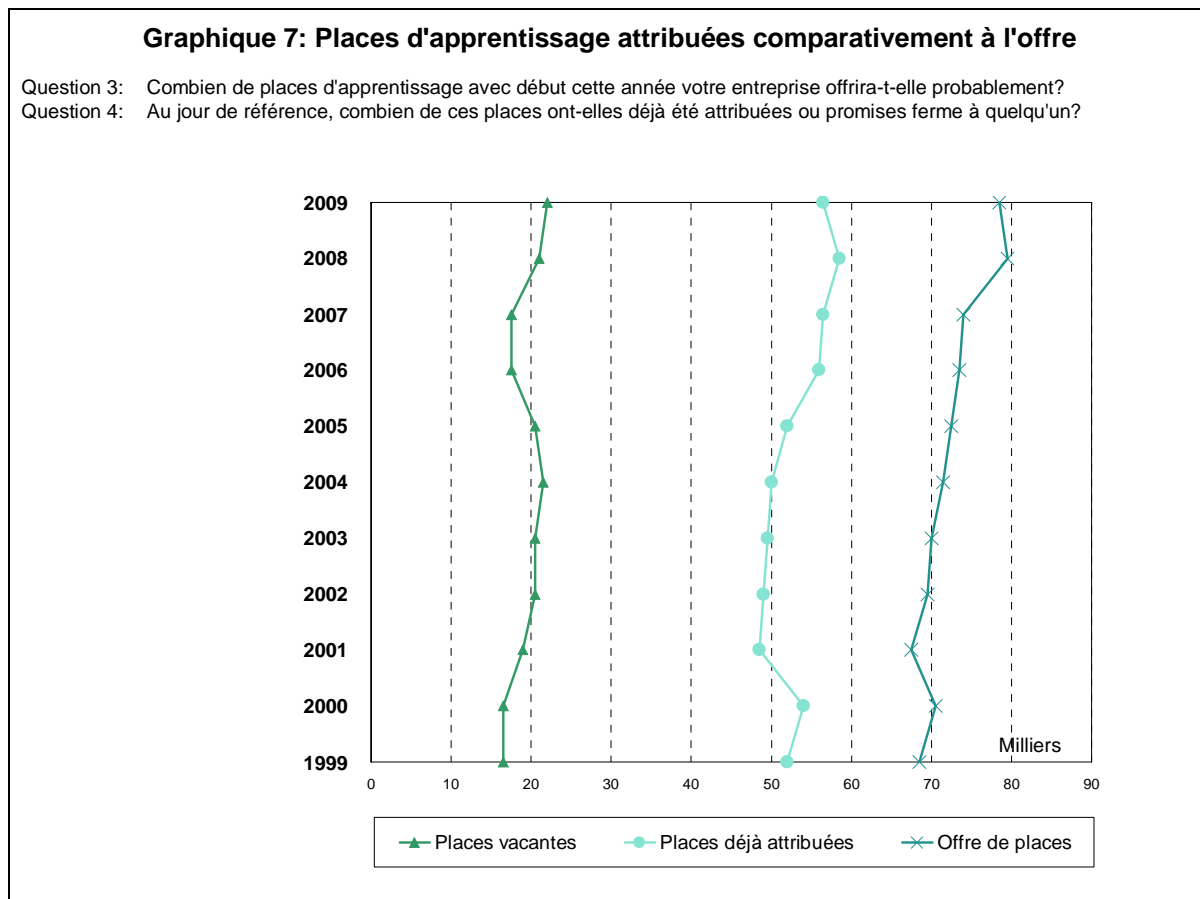 Graphique 7: Places d'apprentissage attribuées comparativement à l'offre
Question 3: Combien de places d'apprentissage avec début cette année votre entreprise offrira-t-elle probablement?
Question 4: Au jour de référence, combien de ces places ont-elles déjà été attribuées ou promises ferme à quelqu'un?
2009
2008
2007
2006
2005
2004
2003
2002
2001
2000
Milliers
1999
0 10 20 30 40 50 60 70 80 90
Places vacantes Places déjà attribuées Offre de places